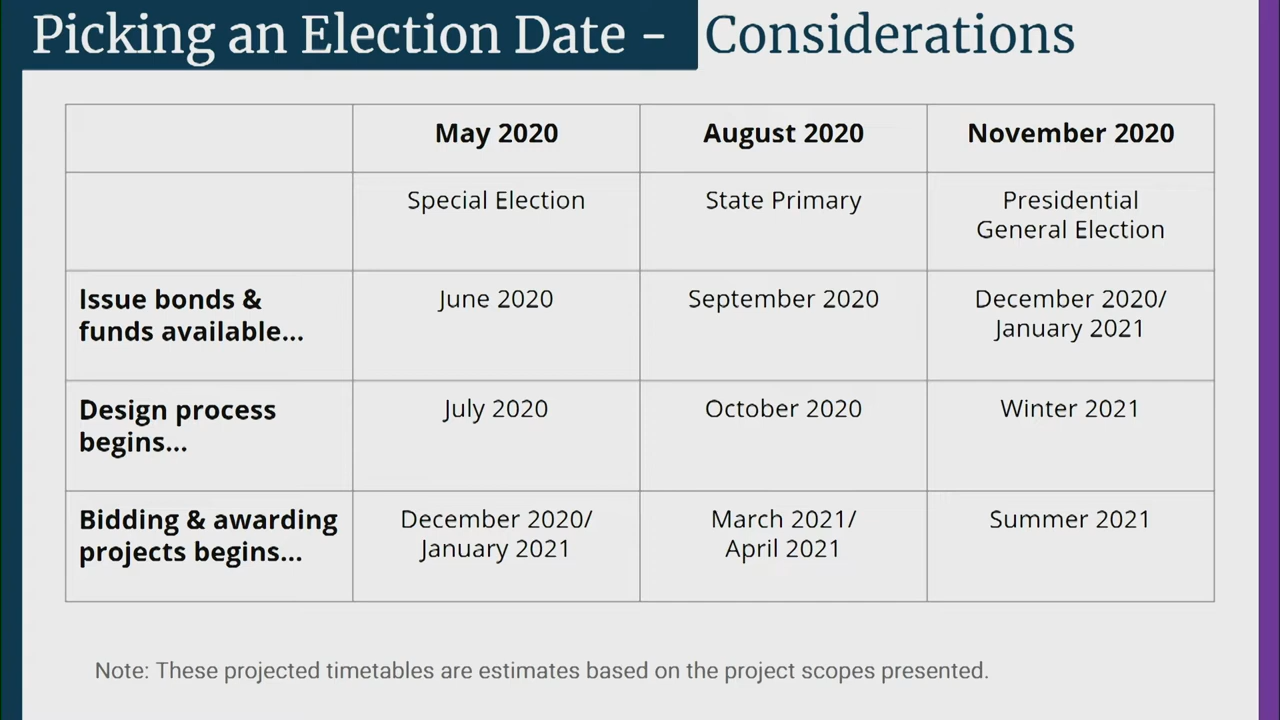 Picking an Election Date - Considerations
May 2020 August 2020 November 2020
Special Election State Primary Presidential
General Election
Issue bonds & June 2020 September 2020 December 2020/
funds available... January 2021
Design process July 2020 October 2020 Winter 2021
begins...
Bidding & awarding December 2020/ March 2021/ Summer 2021
projects begins... January 2021 April 2021
Note: These projected timetables are estimates based on the project scopes presented.